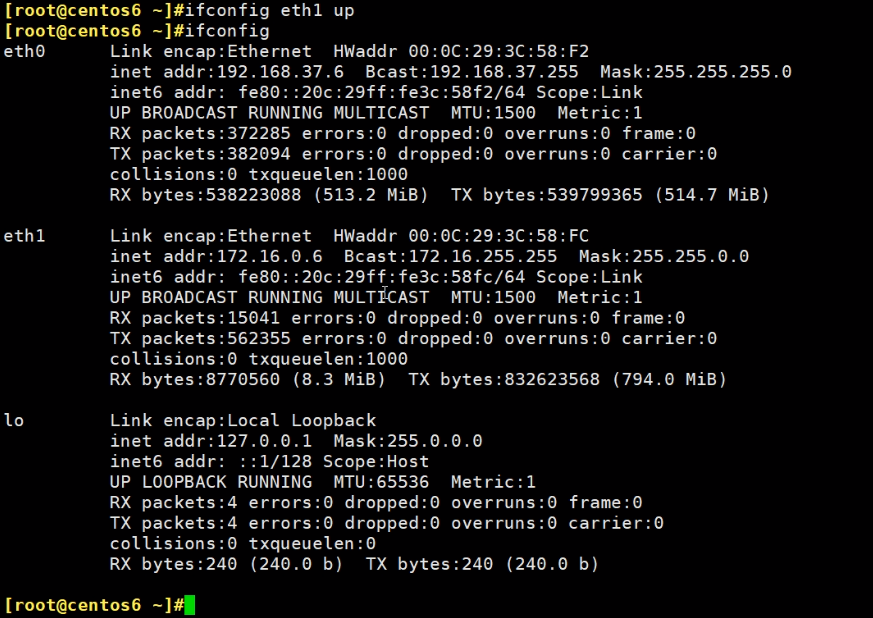 [root@centos6 ~]#ifconfig eth1 up
[root@centos6 ~]#ifconfig
eth0      Link encap:Ethernet  HWaddr 00:0C:29:3C:58:F2
          inet addr:192.168.37.6  Bcast:192.168.37.255  Mask:255.255.255.0
          inet6 addr: fe80::20c:29ff:fe3c:58f2/64 Scope:Link
          UP BROADCAST RUNNING MULTICAST  MTU:1500  Metric:1
          RX packets:372285 errors:0 dropped:0 overruns:0 frame:0
          TX packets:382094 errors:0 dropped:0 overruns:0 carrier:0
          collisions:0 txqueuelen:1000
          RX bytes:538223088 (513.2 MiB)  TX bytes:539799365 (514.7 MiB)

eth1      Link encap:Ethernet  HWaddr 00:0C:29:3C:58:FC
          inet addr:172.16.0.6  Bcast:172.16.255.255  Mask:255.255.0.0
          inet6 addr: fe80::20c:29ff:fe3c:58fc/64 Scope:Link
          UP BROADCAST RUNNING MULTICAST  MTU:1500  Metric:1
          RX packets:15041 errors:0 dropped:0 overruns:0 frame:0
          TX packets:562355 errors:0 dropped:0 overruns:0 carrier:0
          collisions:0 txqueuelen:1000
          RX bytes:8770560 (8.3 MiB)  TX bytes:832623568 (794.0 MiB)

lo        Link encap:Local Loopback
          inet addr:127.0.0.1  Mask:255.0.0.0
          inet6 addr: ::1/128 Scope:Host
          UP LOOPBACK RUNNING  MTU:65536  Metric:1
          RX packets:4 errors:0 dropped:0 overruns:0 frame:0
          TX packets:4 errors:0 dropped:0 overruns:0 carrier:0
          collisions:0 txqueuelen:0
          RX bytes:240 (240.0 b)  TX bytes:240 (240.0 b)

[root@centos6 ~]#